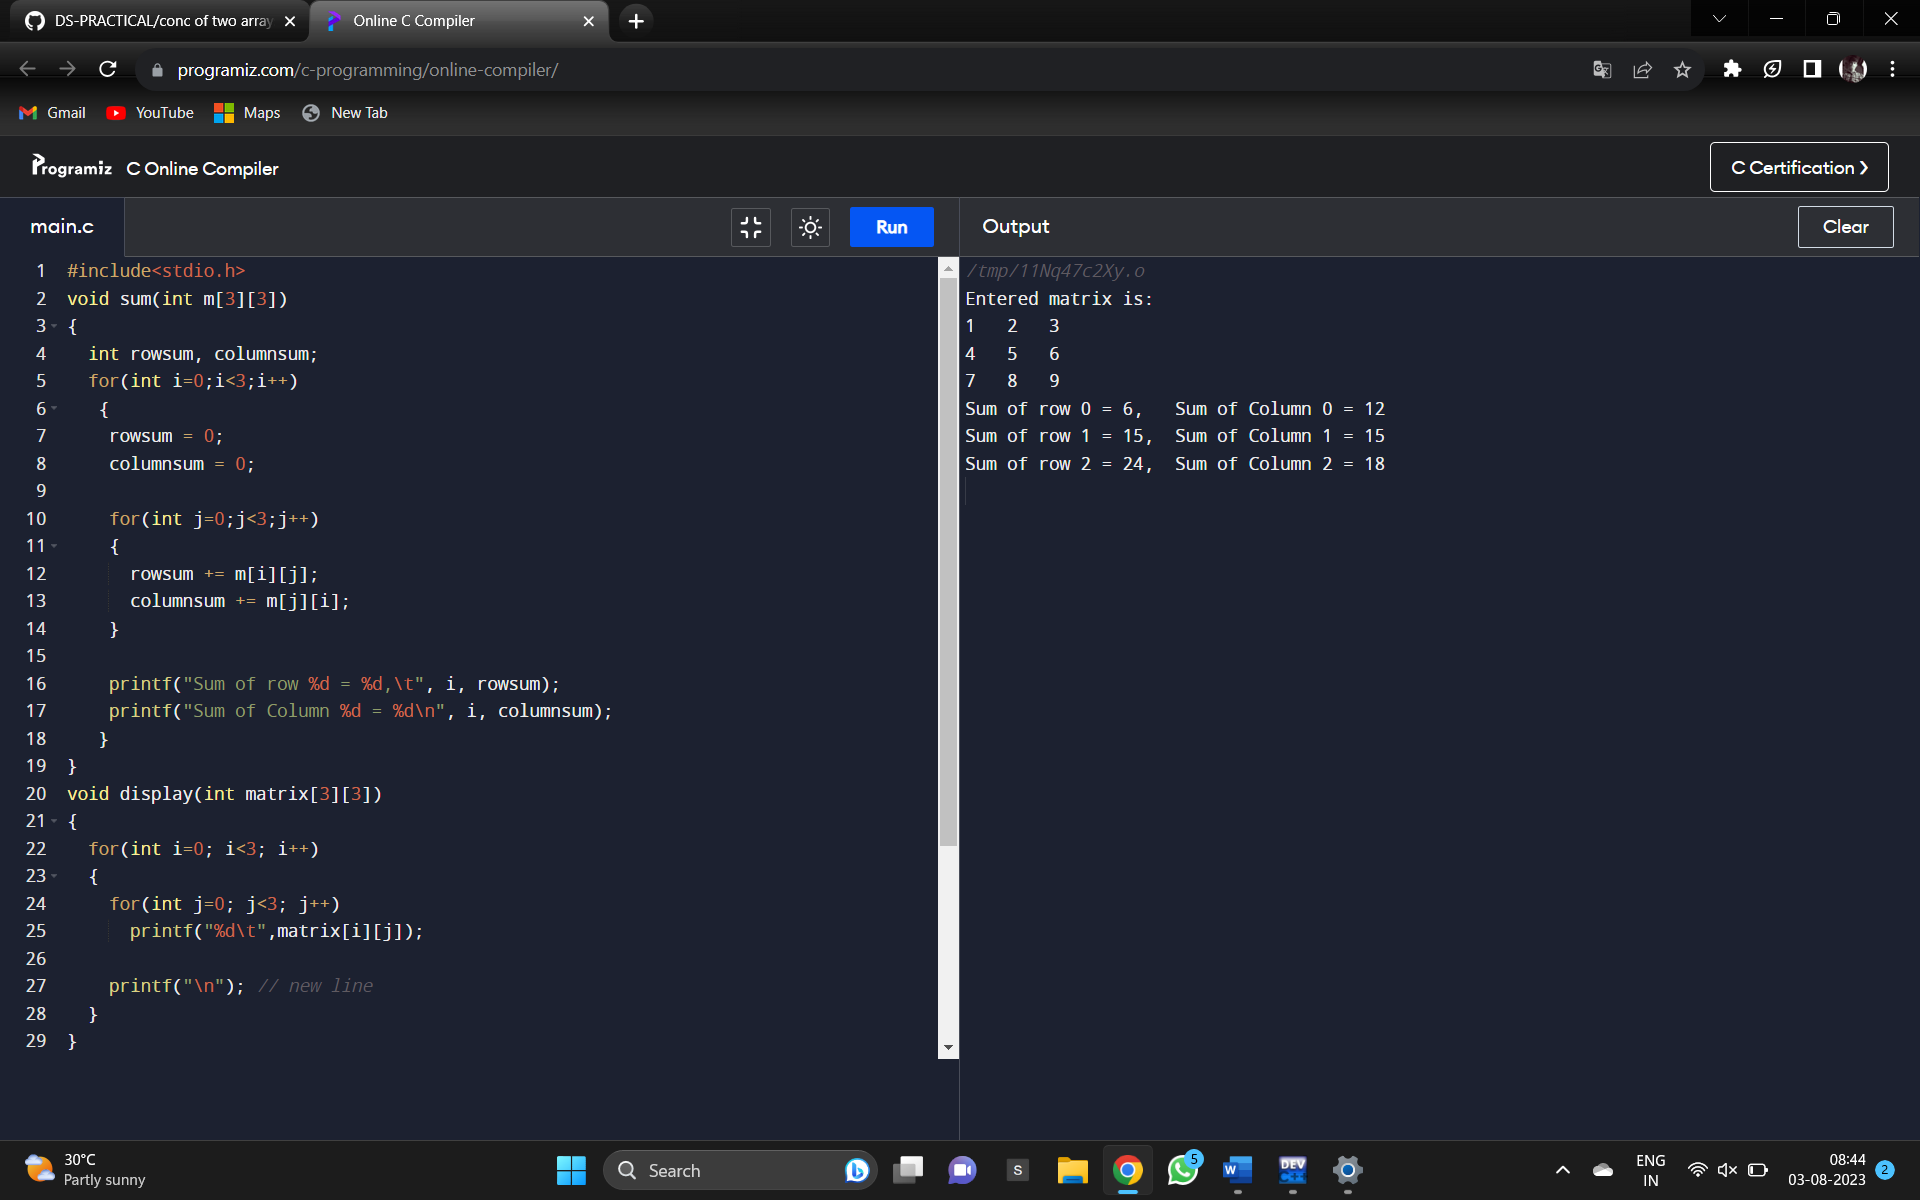 DS-PRACTICAL/conc of two array
Online C Compiler
programiz.com/c-programming/online-compiler/
Gmail
YouTube
Maps
New Tab
Programiz C Online Compiler
C Certification
main.c
Run
Output
Clear
1 #include<stdio.h>
2 void sum(int m[3][3])
3 {
4 int rowsum, columnsum;
5 for(int i=0;i<3;i++)
6 {
7 rowsum = 0;
8 columnsum = 0;
9
10 for(int j=0;j<3;j++)
11 {
12 rowsum += m[i][j];
13 columnsum += m[j][i];
14 }
15
16 printf("Sum of row %d = %d,\t", i, rowsum);
17 printf("Sum of Column %d = %d\n", i, columnsum);
18 }
19 }
20 void display(int matrix[3][3])
21 {
22 for(int i=0; i<3; i++)
23 {
24 for(int j=0; j<3; j++)
25 printf("%d\t",matrix[i][j]);
26
27 printf("\n"); // new line
28 }
29 }
/tmp/11Nq47c2Xy.o
Entered matrix is:
1 2 3
4 5 6
7 8 9
Sum of row 0 = 6, Sum of Column 0 = 12
Sum of row 1 = 15, Sum of Column 1 = 15
Sum of row 2 = 24, Sum of Column 2 = 18
30°C
Partly sunny
Search
S
5
W
DEV
C++
ENG
IN
08:44
03-08-2023
2